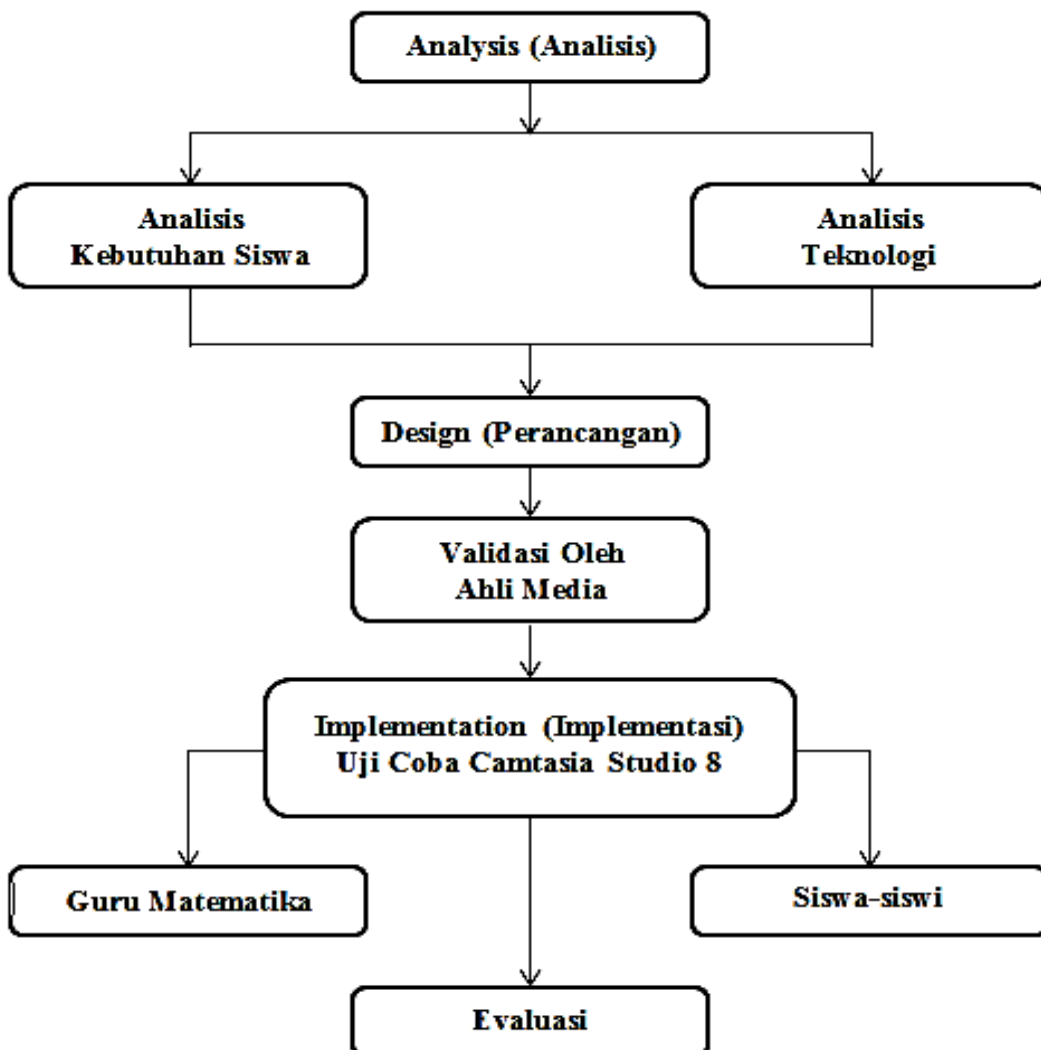 Analysis (Analisis)
Analisis
Kebutuhan Siswa
Analisis
Teknologi
Design (Perancangan)
Validasi Oleh
Ahli Media
Implementation (Implementasi)
Uji Coba Camtasia Studio 8
Guru Matematika
Siswa-siswi
Evaluasi